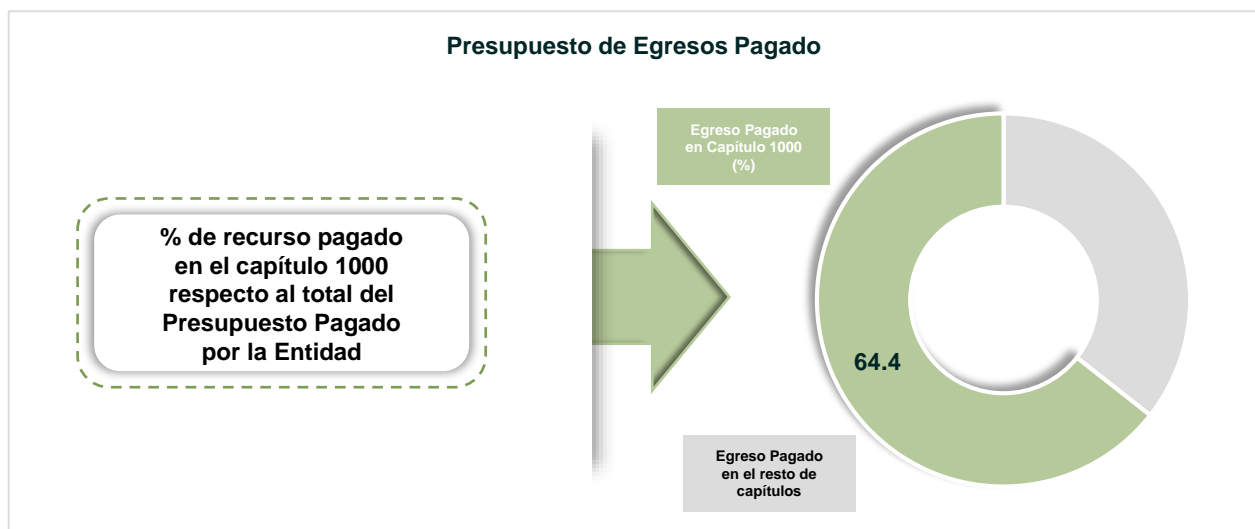 Presupuesto de Egresos Pagado
Egreso Pagado
en Capítulo 1000
(%)
% de recurso pagado
en el capítulo 1000
respecto al total del
Presupuesto Pagado
por la Entidad
64.4
Egreso Pagado
en el resto de
capítulos